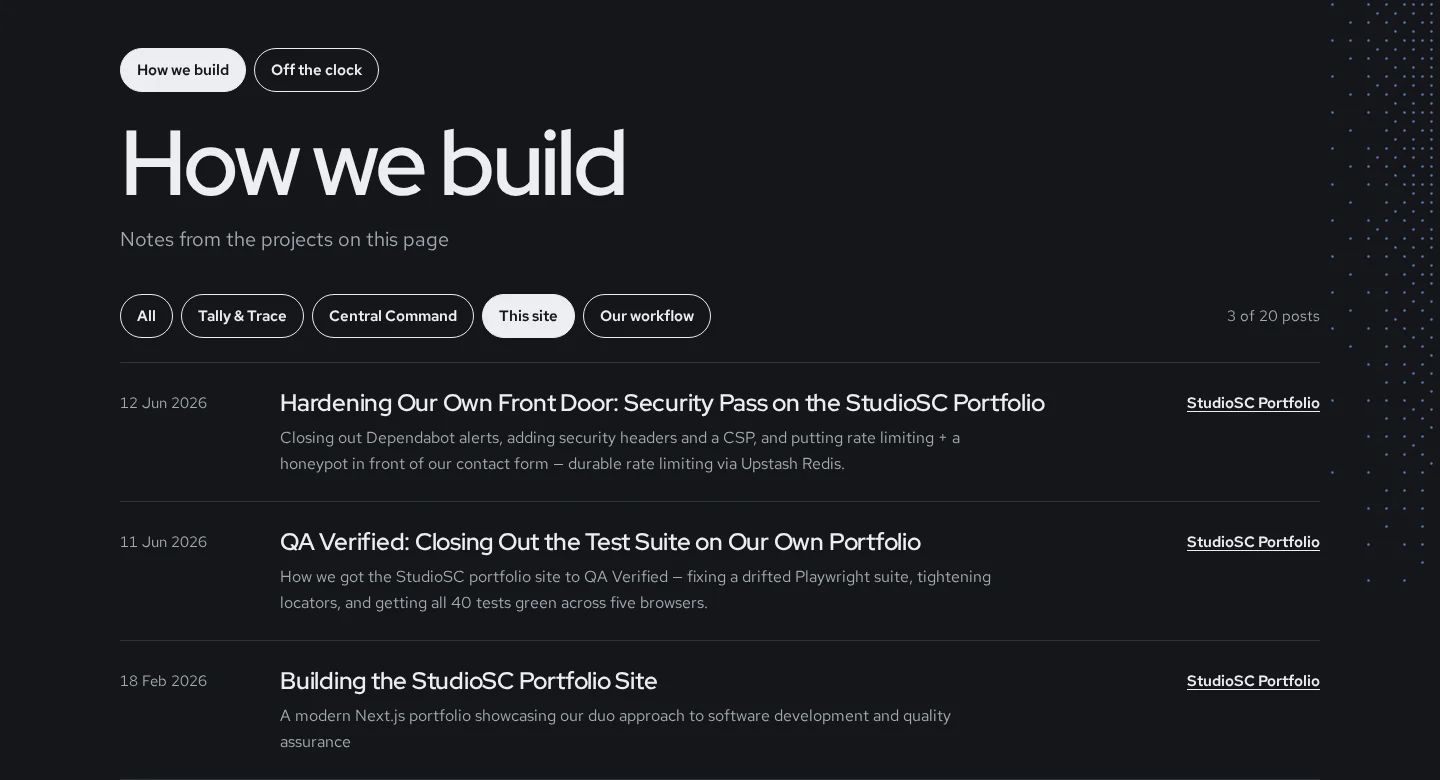 How we build
Off the clock
How we build
Notes from the projects on this page
All
Tally & Trace
Central Command
This site
Our workflow
3 of 20 posts
12 Jun 2026
Hardening Our Own Front Door: Security Pass on the StudioSC Portfolio
StudioSC Portfolio
Closing out Dependabot alerts, adding security headers and a CSP, and putting rate limiting + a
honeypot in front of our contact form — durable rate limiting via Upstash Redis.
11 Jun 2026
QA Verified: Closing Out the Test Suite on Our Own Portfolio
StudioSC Portfolio
How we got the StudioSC portfolio site to QA Verified — fixing a drifted Playwright suite, tightening
locators, and getting all 40 tests green across five browsers.
18 Feb 2026
Building the StudioSC Portfolio Site
StudioSC Portfolio
A modern Next.js portfolio showcasing our duo approach to software development and quality
assurance